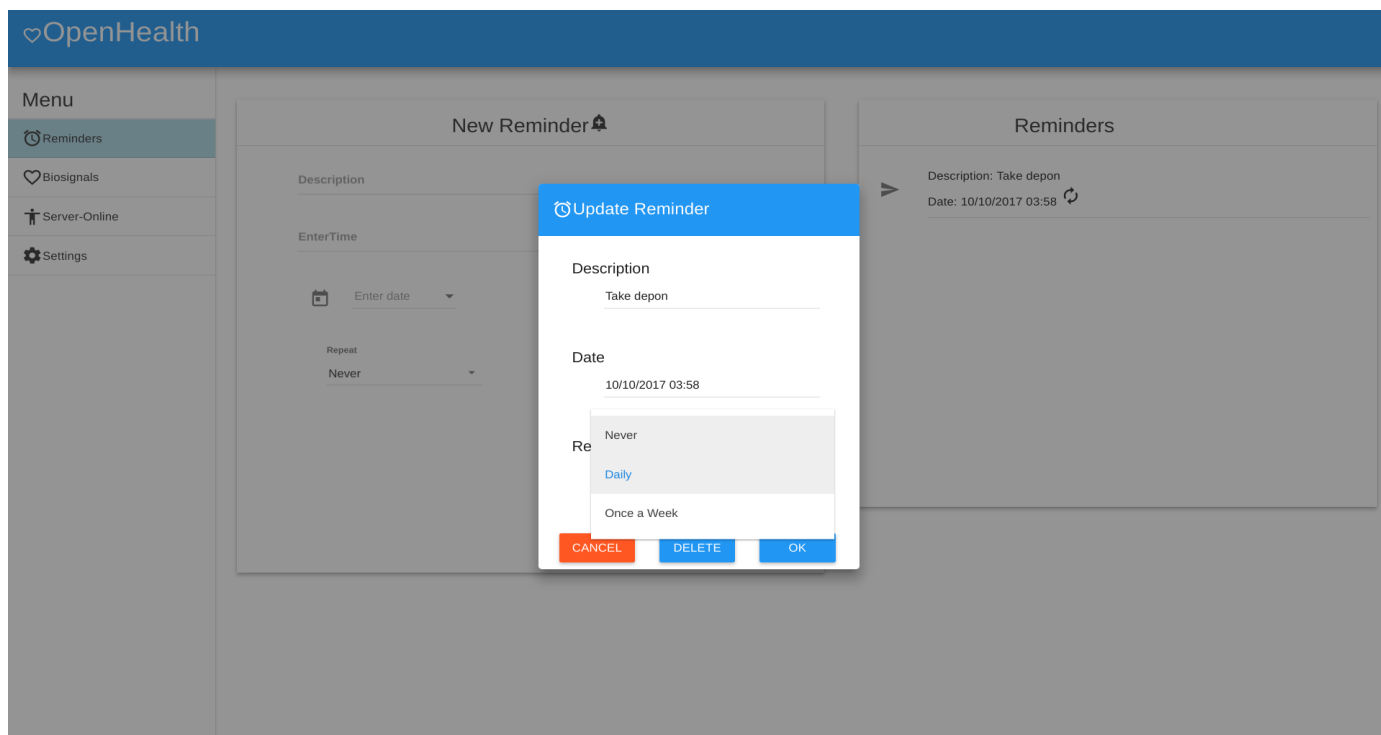 OpenHealth
Menu
Reminders
Biosignals
Server-Online
Settings
New Reminder
Description
EnterTime
Enter date
Repeat
Never
Reminders
Description: Take depon
Date: 10/10/2017 03:58
Update Reminder
Description
Take depon
Date
10/10/2017 03:58
Re
Never
Daily
Once a Week
CANCEL DELETE OK